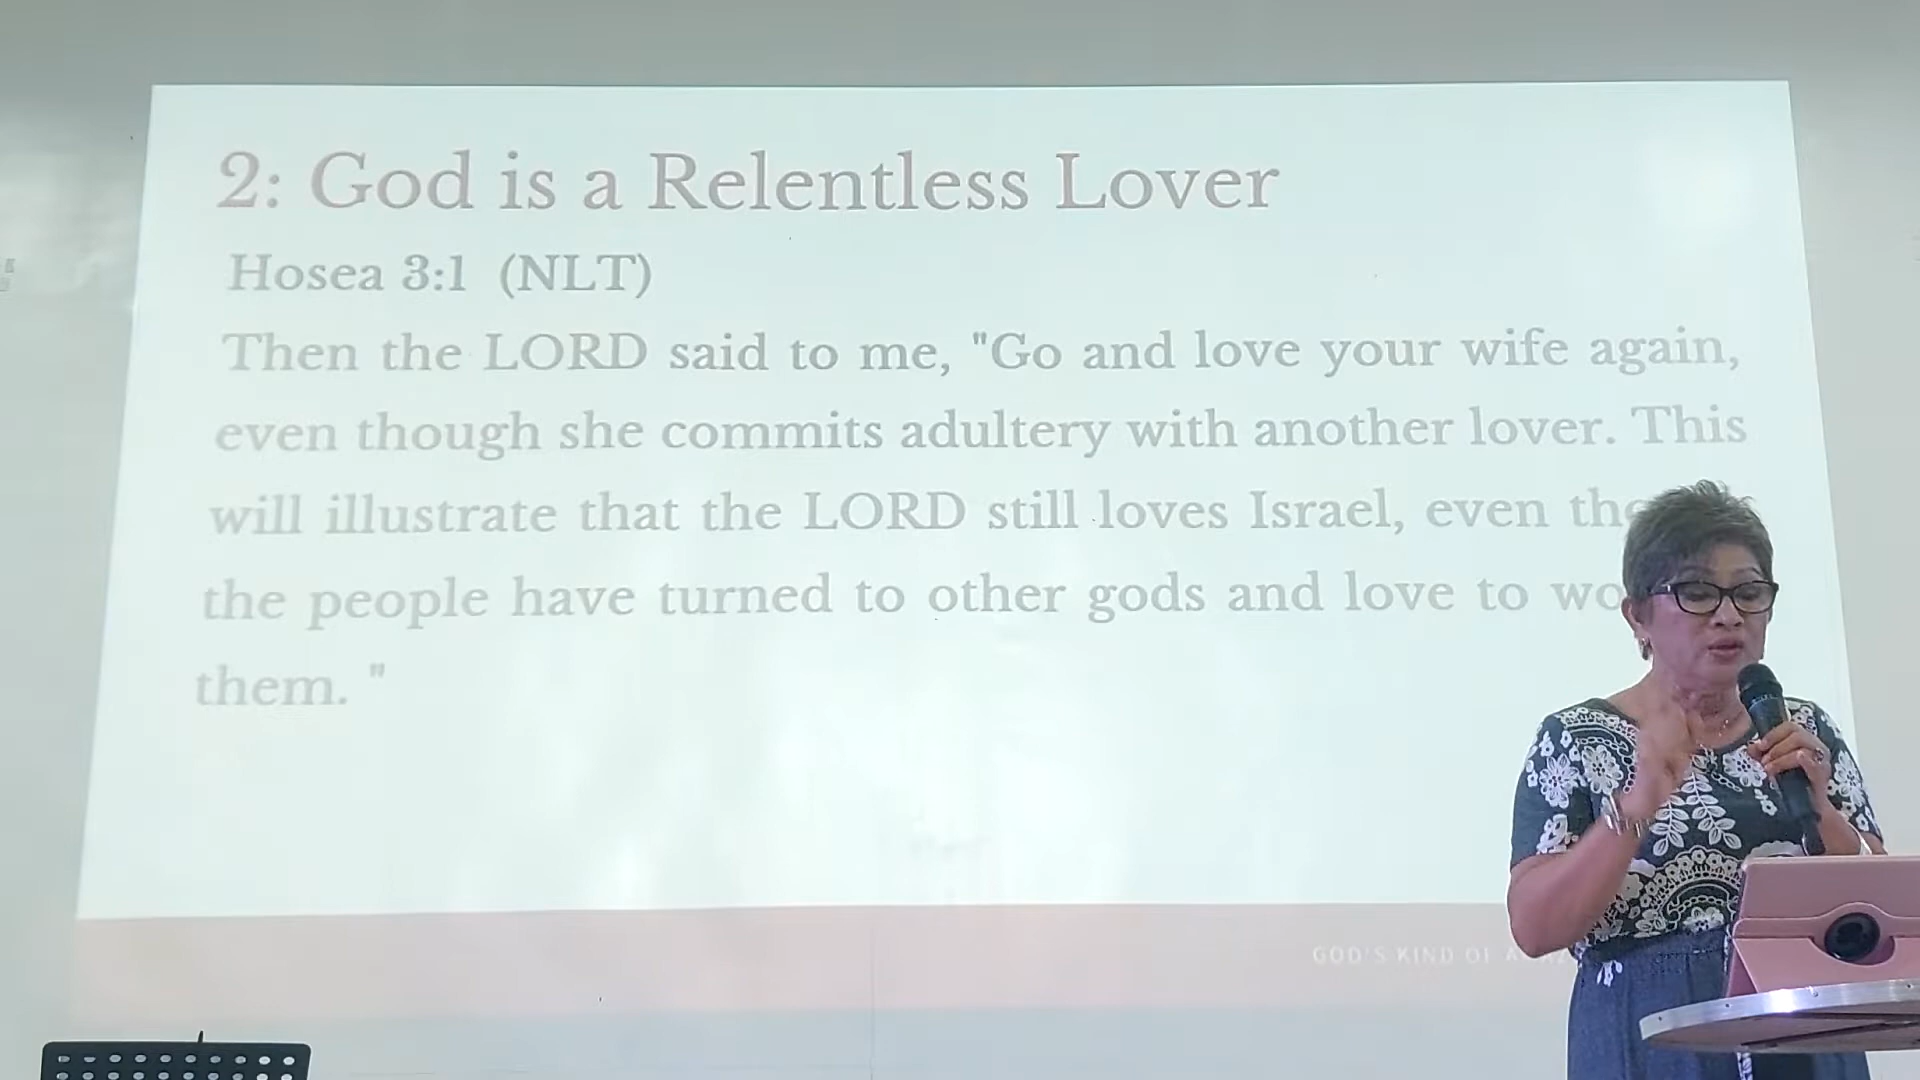 2: God is a Relentless Lover
Hosea 3:1 (NLT)
Then the LORD said to me, "Go and love your wife again,
even though she commits adultery with another lover. This
will illustrate that the LORD still loves Israel, even
the people have turned to other gods and love to
them. "
GOD'S KIND OF